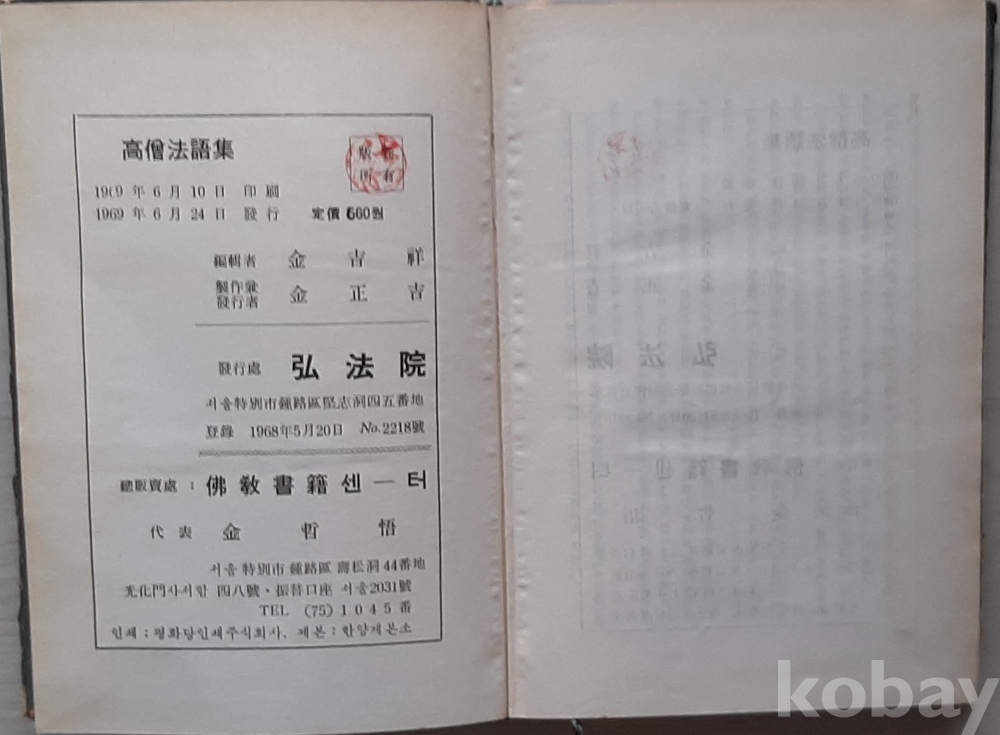 高僧法語集
版權
所有
1969 年 6 月 10 日 印刷
1969 年 6 月 24 日 發行 定價 660원
編輯者 金吉祥
製作兼
發行者 金正吉
發行處 弘法院
서울特別市鍾路區堅志洞四五番地
登錄 1968年5月20日 No.2218號
總販賣處 : 佛敎書籍센―터
代表 金哲悟
서울特別市鍾路區 壽松洞44番地
光化門사서함 四八號・振替口座 서울2031號
TEL (75) 1045番
인쇄 : 평화당인쇄주식회사. 제본 : 한양제본소
kobay